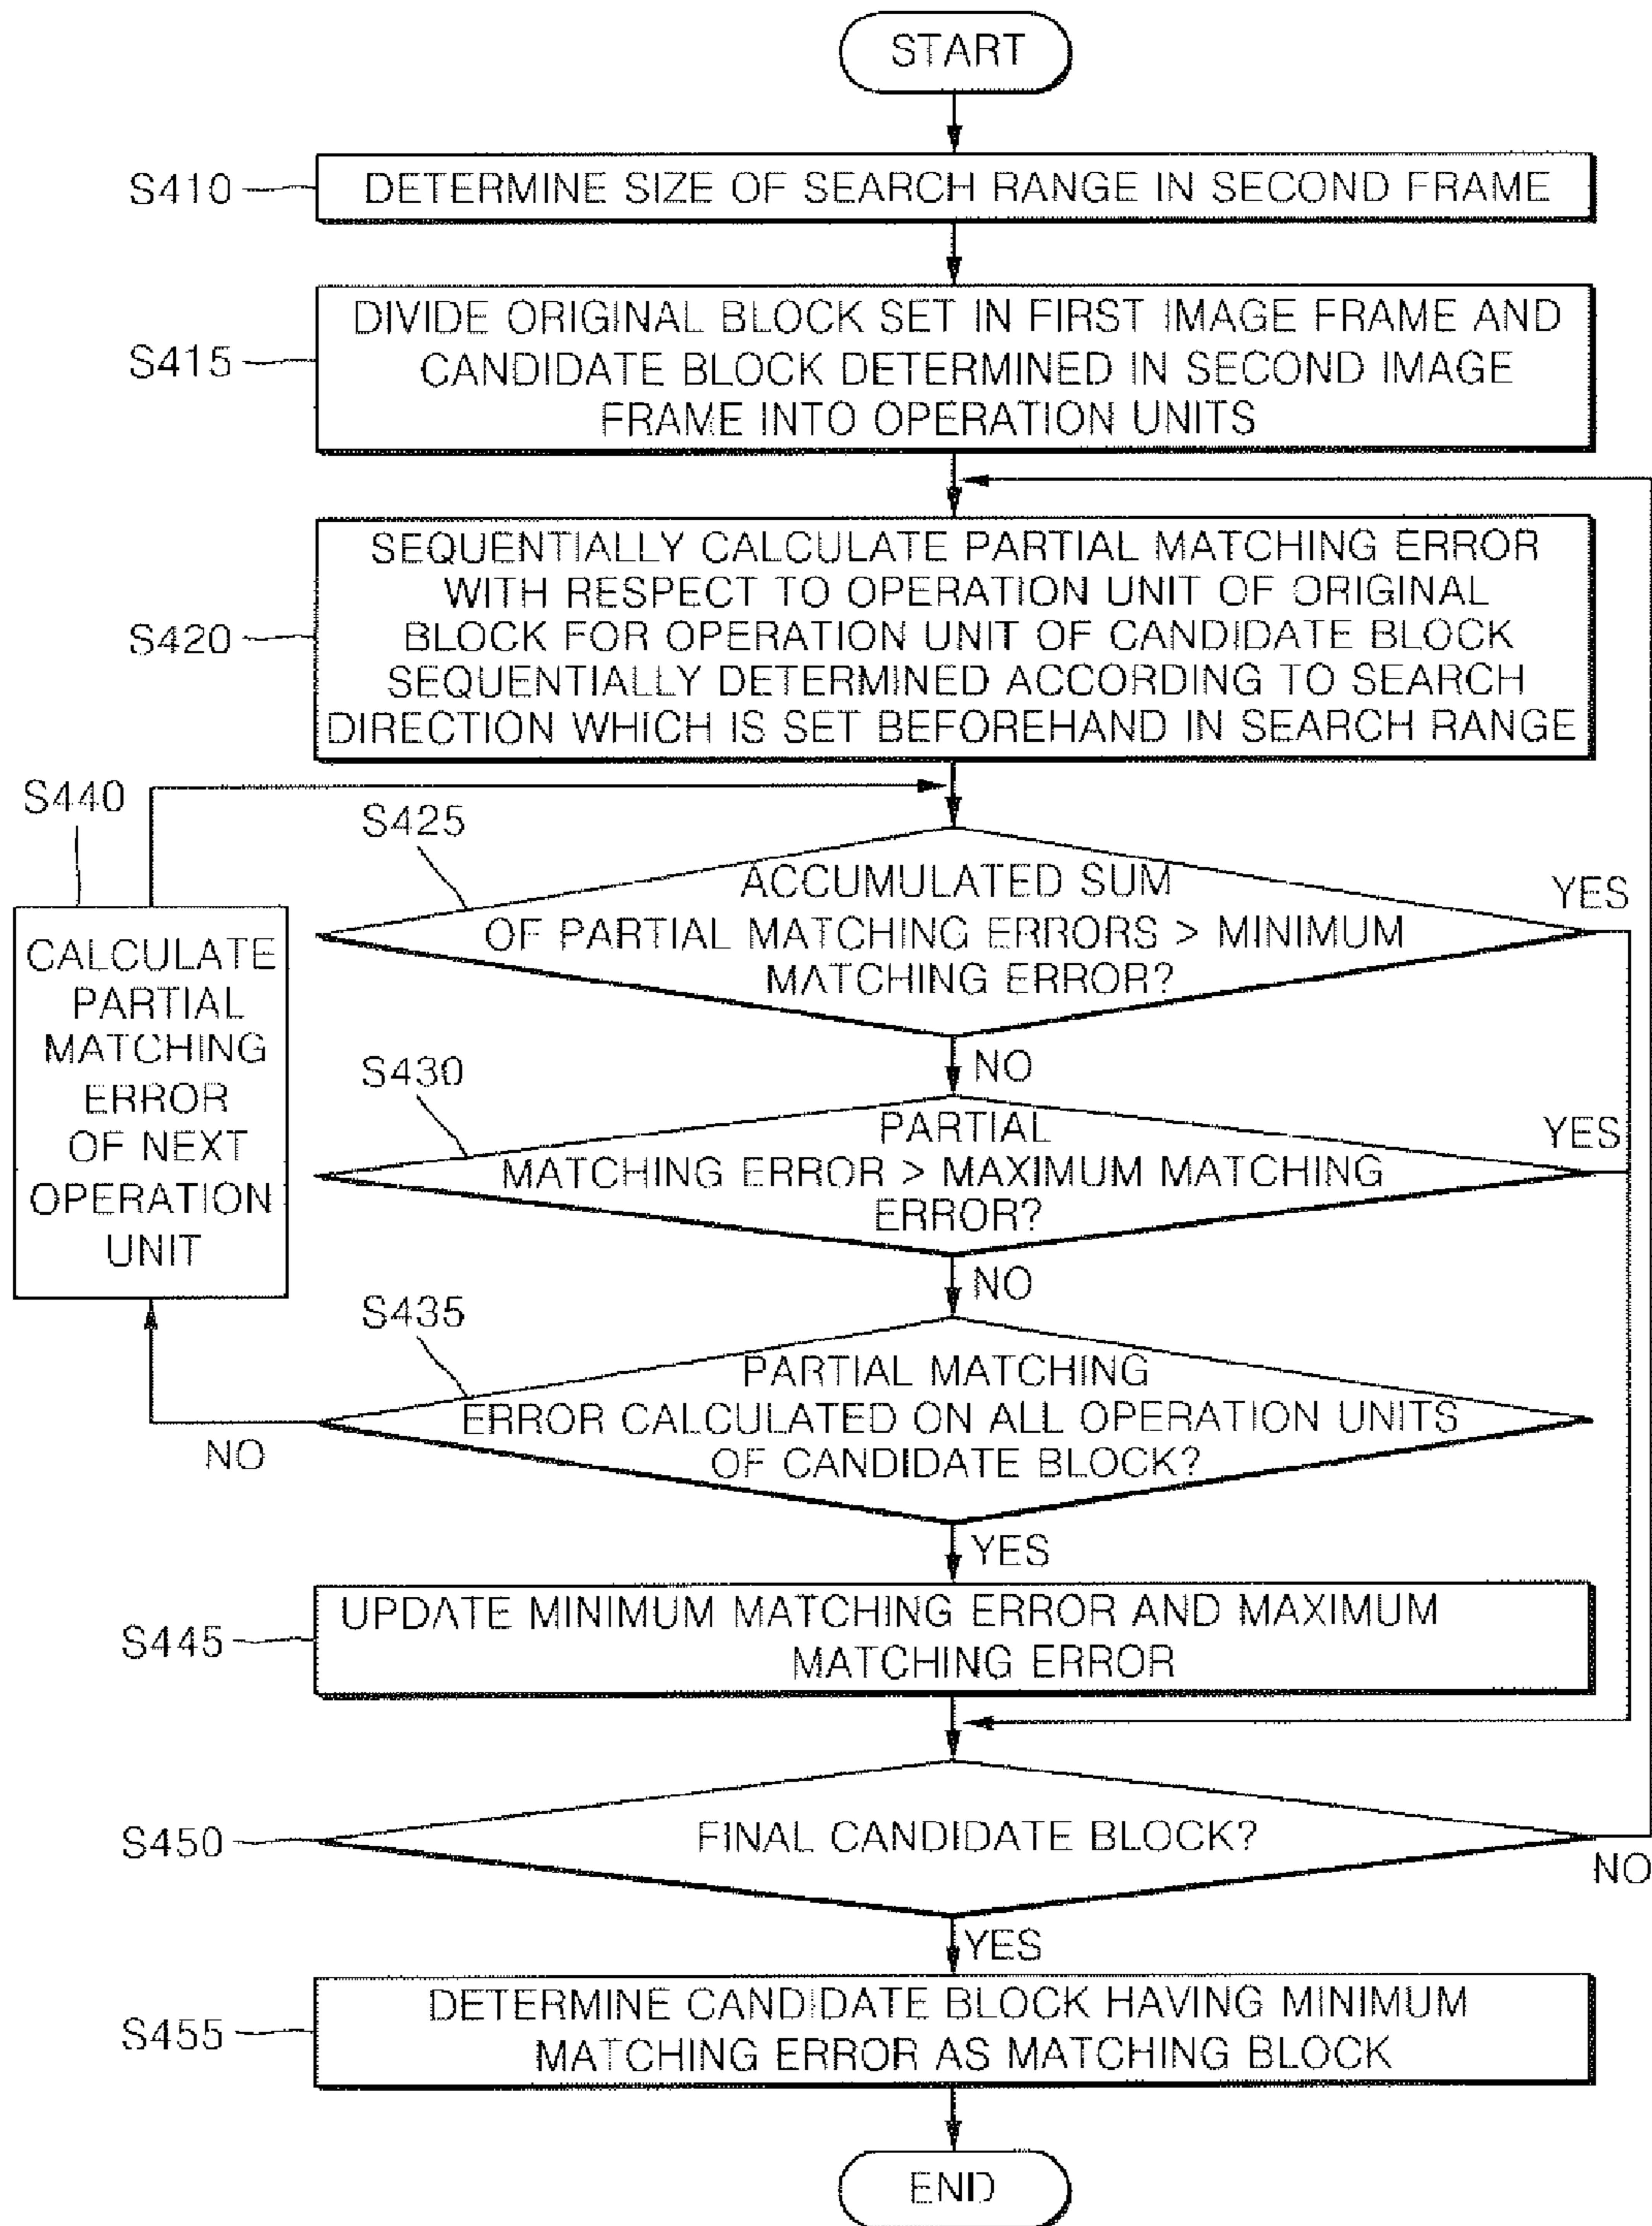 START
S410
DETERMINE SIZE OF SEARCH RANGE IN SECOND FRAME
S415
DIVIDE ORIGINAL BLOCK SET IN FIRST IMAGE FRAME AND
CANDIDATE BLOCK DETERMINED IN SECOND IMAGE
FRAME INTO OPERATION UNITS
S420
SEQUENTIALLY CALCULATE PARTIAL MATCHING ERROR
WITH RESPECT TO OPERATION UNIT OF ORIGINAL
BLOCK FOR OPERATION UNIT OF CANDIDATE BLOCK
SEQUENTIALLY DETERMINED ACCORDING TO SEARCH
DIRECTION WHICH IS SET BEFOREHAND IN SEARCH RANGE
S440
CALCULATE
PARTIAL
MATCHING
ERROR
OF NEXT
OPERATION
UNIT
S425
ACCUMULATED SUM
OF PARTIAL MATCHING ERRORS > MINIMUM
MATCHING ERROR?
YES
NO
S430
PARTIAL
MATCHING ERROR > MAXIMUM MATCHING
ERROR?
YES
NO
S435
PARTIAL MATCHING
ERROR CALCULATED ON ALL OPERATION UNITS
OF CANDIDATE BLOCK?
NO
YES
S445
UPDATE MINIMUM MATCHING ERROR AND MAXIMUM
MATCHING ERROR
S450
FINAL CANDIDATE BLOCK?
NO
YES
S455
DETERMINE CANDIDATE BLOCK HAVING MINIMUM
MATCHING ERROR AS MATCHING BLOCK
END